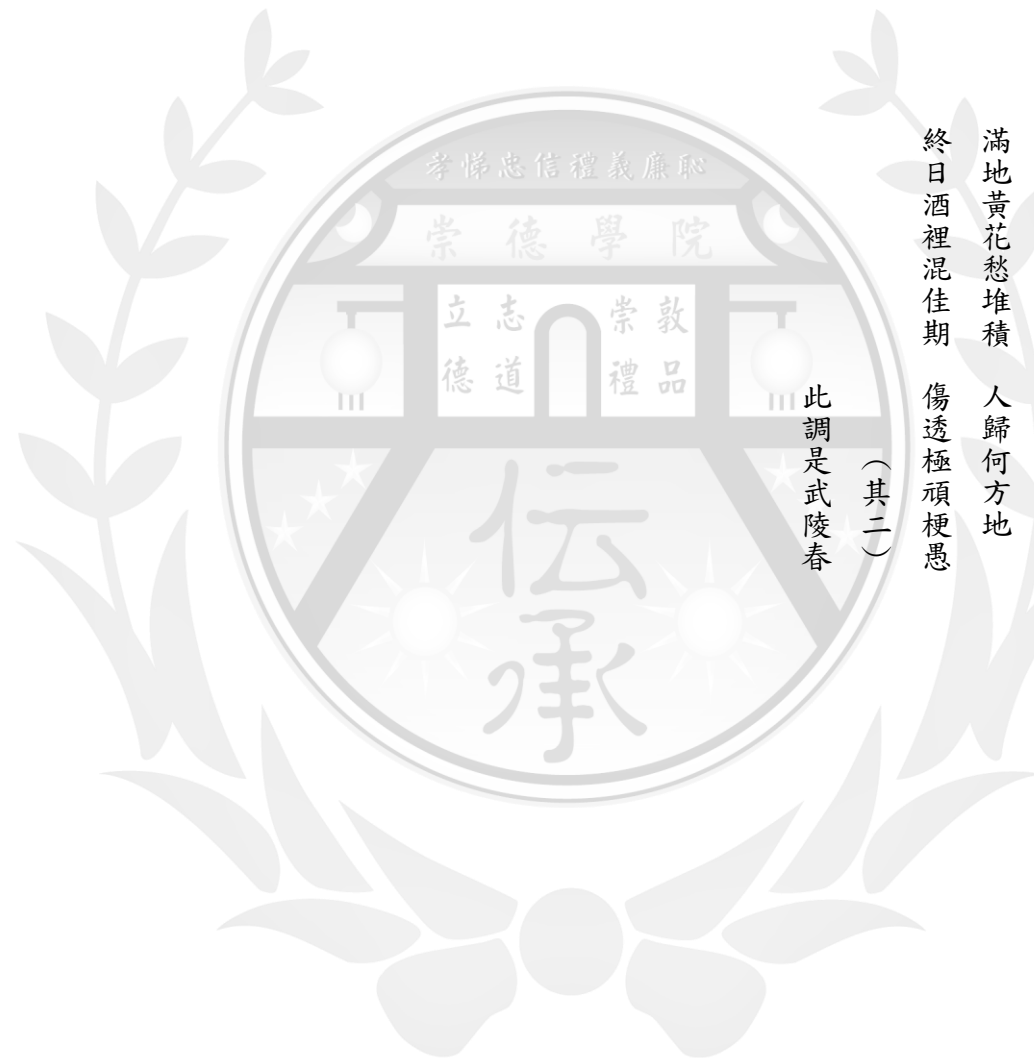 滿地黃花愁堆積　人歸何方地
終日酒裡混佳期　傷透極頑梗愚
（其二）
此調是武陵春
孝悌忠信禮義廉恥
崇德學院
立志崇敦
德道禮品
伝承